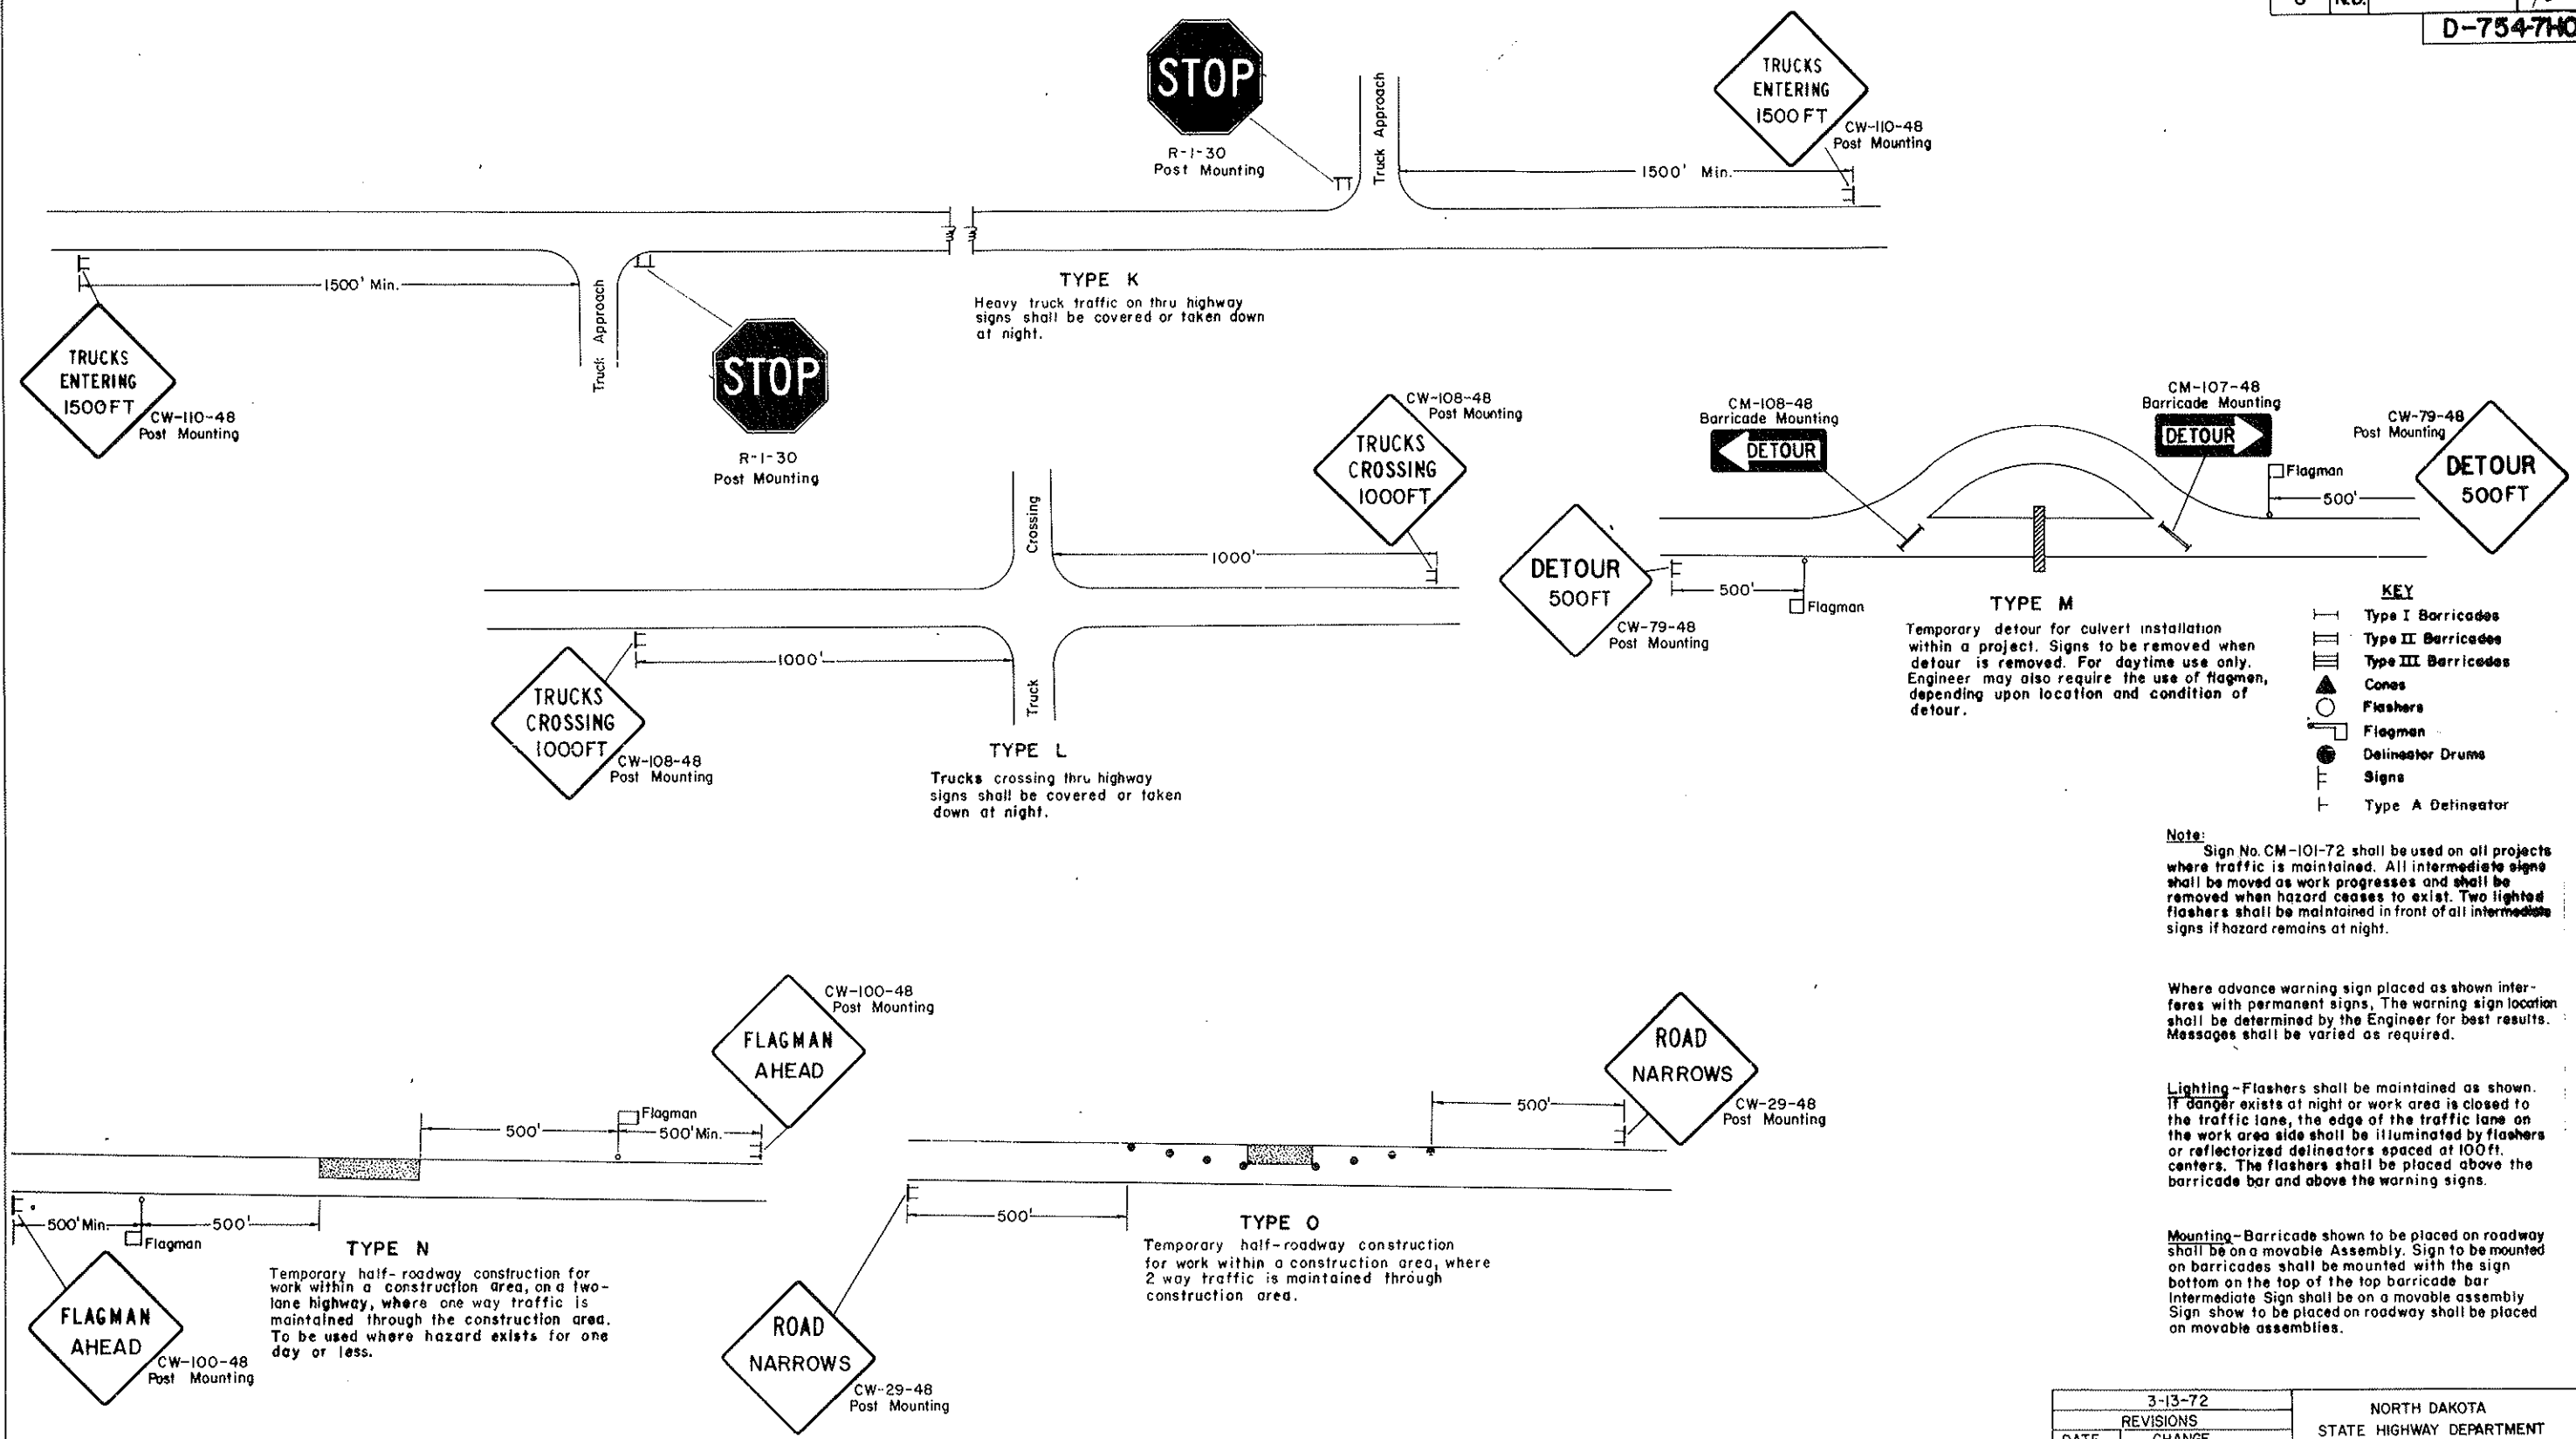 N.D.
D-754-7HO
STOP
R-1-30
Post Mounting
Truck Approach
TRUCKS
ENTERING
1500 FT
CW-110-48
Post Mounting
1500' Min.
1500' Min.
Truck Approach
TRUCKS
ENTERING
1500FT
CW-110-48
Post Mounting
STOP
R-1-30
Post Mounting
TYPE K
Heavy truck traffic on thru highway
signs shall be covered or taken down
at night.
CW-108-48
Post Mounting
TRUCKS
CROSSING
1000FT
Crossing
1000'
1000'
Truck
TRUCKS
CROSSING
1000FT
CW-108-48
Post Mounting
TYPE L
Trucks crossing thru highway
signs shall be covered or taken
down at night.
CM-108-48
Barricade Mounting
DETOUR
CM-107-48
Barricade Mounting
DETOUR
CW-79-48
Post Mounting
DETOUR
500FT
Flagman
500'
DETOUR
500FT
CW-79-48
Post Mounting
500'
Flagman
TYPE M
Temporary detour for culvert installation
within a project. Signs to be removed when
detour is removed. For daytime use only.
Engineer may also require the use of flagmen,
depending upon location and condition of
detour.
KEY
Type I Barricades
Type II Barricades
Type III Barricades
Cones
Flashers
Flagman
Delineator Drums
Signs
Type A Delineator
Note:
Sign No. CM-101-72 shall be used on all projects
where traffic is maintained. All intermediate signs
shall be moved as work progresses and shall be
removed when hazard ceases to exist. Two lighted
flashers shall be maintained in front of all intermediate
signs if hazard remains at night.
Where advance warning sign placed as shown inter-
feres with permanent signs, The warning sign location
shall be determined by the Engineer for best results.
Messages shall be varied as required.
Lighting-Flashers shall be maintained as shown.
If danger exists at night or work area is closed to
the traffic lane, the edge of the traffic lane on
the work area side shall be illuminated by flashers
or reflectorized delineators spaced at 100ft.
centers. The flashers shall be placed above the
barricade bar and above the warning signs.
Mounting-Barricade shown to be placed on roadway
shall be on a movable Assembly. Sign to be mounted
on barricades shall be mounted with the sign
bottom on the top of the top barricade bar
Intermediate Sign shall be on a movable assembly
Sign show to be placed on roadway shall be placed
on movable assemblies.
CW-100-48
Post Mounting
FLAGMAN
AHEAD
Flagman
500'
500'Min.
500'Min.
500'
Flagman
FLAGMAN
AHEAD
CW-100-48
Post Mounting
TYPE N
Temporary half-roadway construction for
work within a construction area, on a two-
lane highway, where one way traffic is
maintained through the construction area.
To be used where hazard exists for one
day or less.
ROAD
NARROWS
CW-29-48
Post Mounting
500'
500'
TYPE O
Temporary half-roadway construction
for work within a construction area, where
2 way traffic is maintained through
construction area.
ROAD
NARROWS
CW-29-48
Post Mounting
3-13-72
REVISIONS
DATE
CHANGE
NORTH DAKOTA
STATE HIGHWAY DEPARTMENT